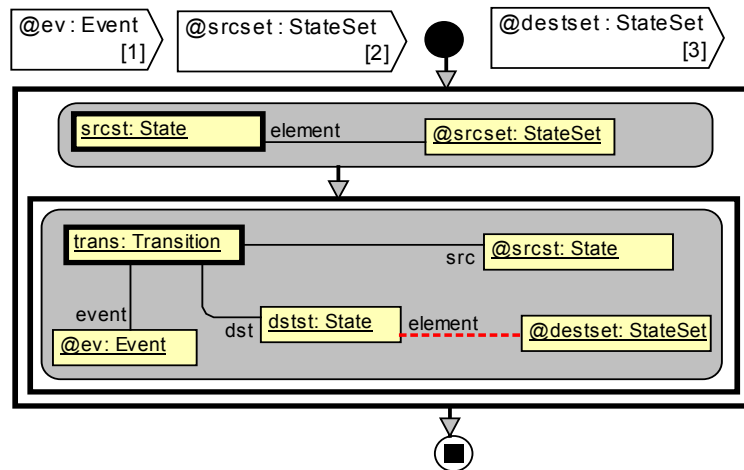 @ev : Event
[1]
@srcset : StateSet
[2]
@destset : StateSet
[3]
srcst: State
element
@srcset: StateSet
trans: Transition
src
@srcst: State
event
dst
dstst: State
element
@destset: StateSet
@ev: Event